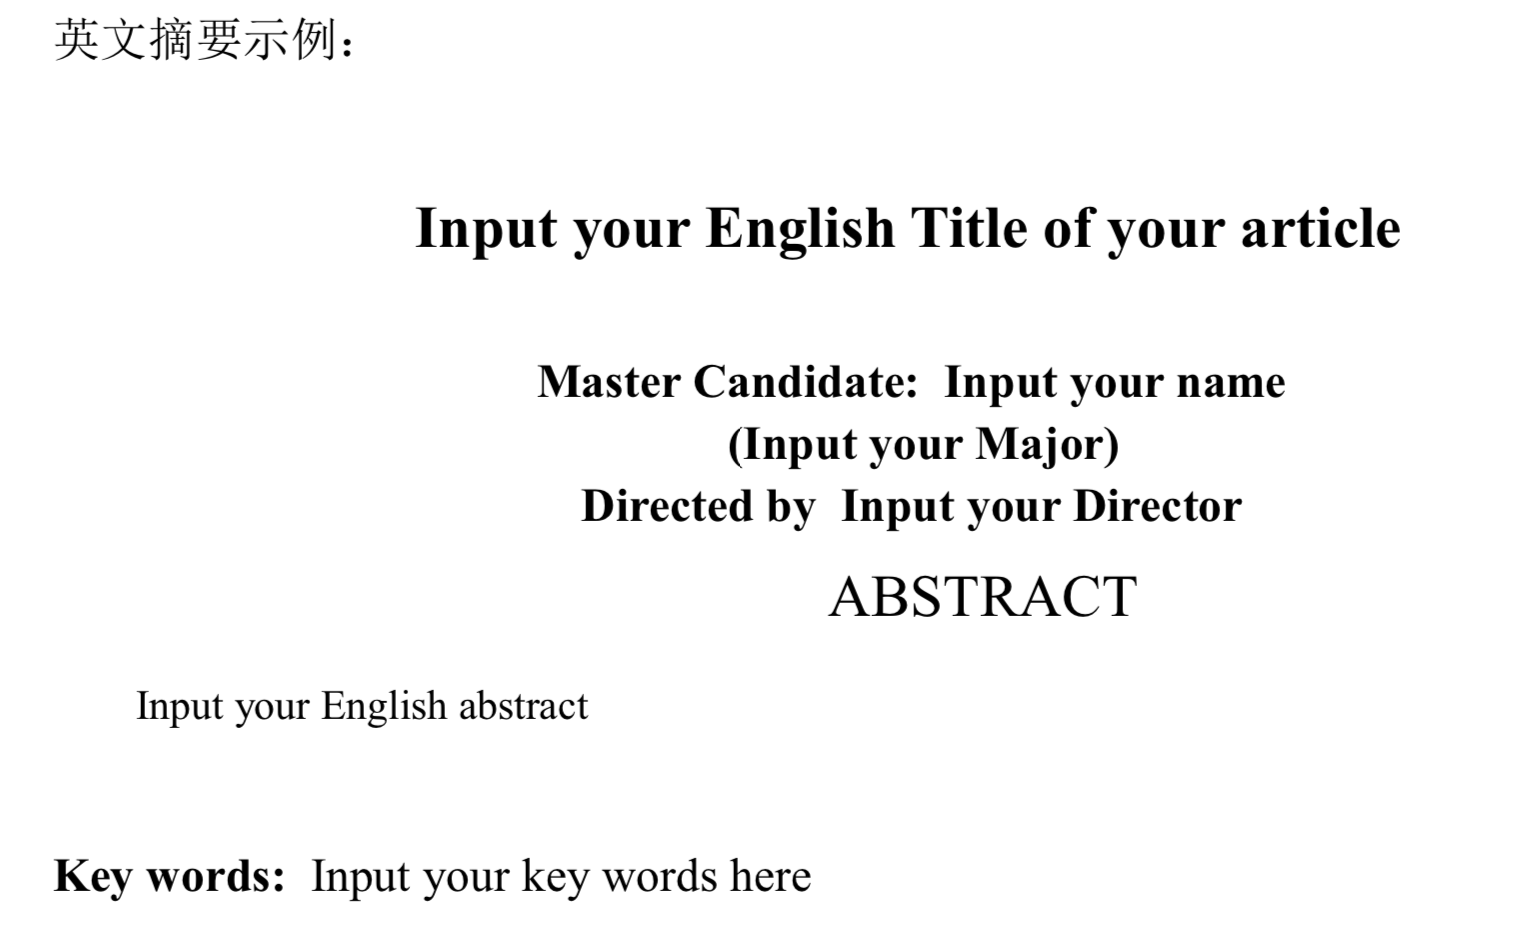 英文摘要示例：
Input your English Title of your article
Master Candidate:  Input your name
(Input your Major)
Directed by  Input your Director
ABSTRACT
Input your English abstract
Key words:  Input your key words here